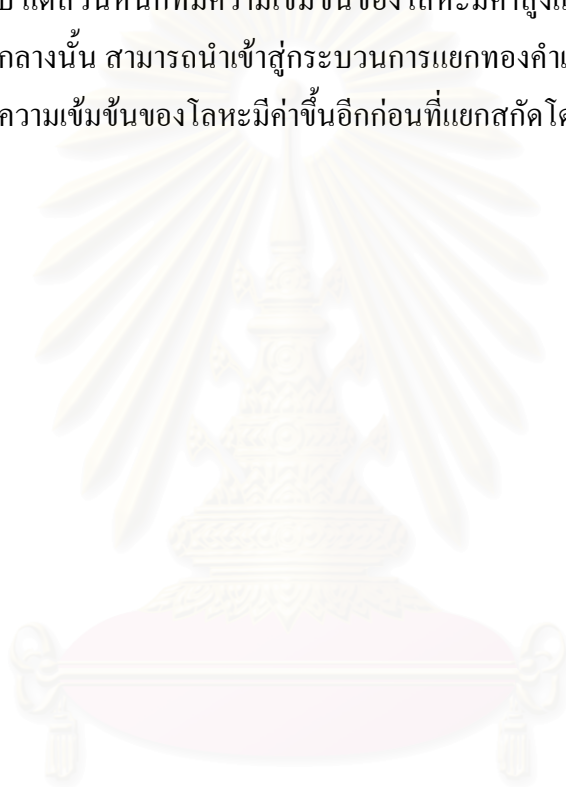 แต่ส่วนหนักที่มีความเข้มข้นของโลหะมีค่าสูง
กลางนั้น สามารถนำเข้าสู่กระบวนการแยกทองคำ
ความเข้มข้นของโลหะมีค่าขึ้นอีกก่อนที่แยกสกัด